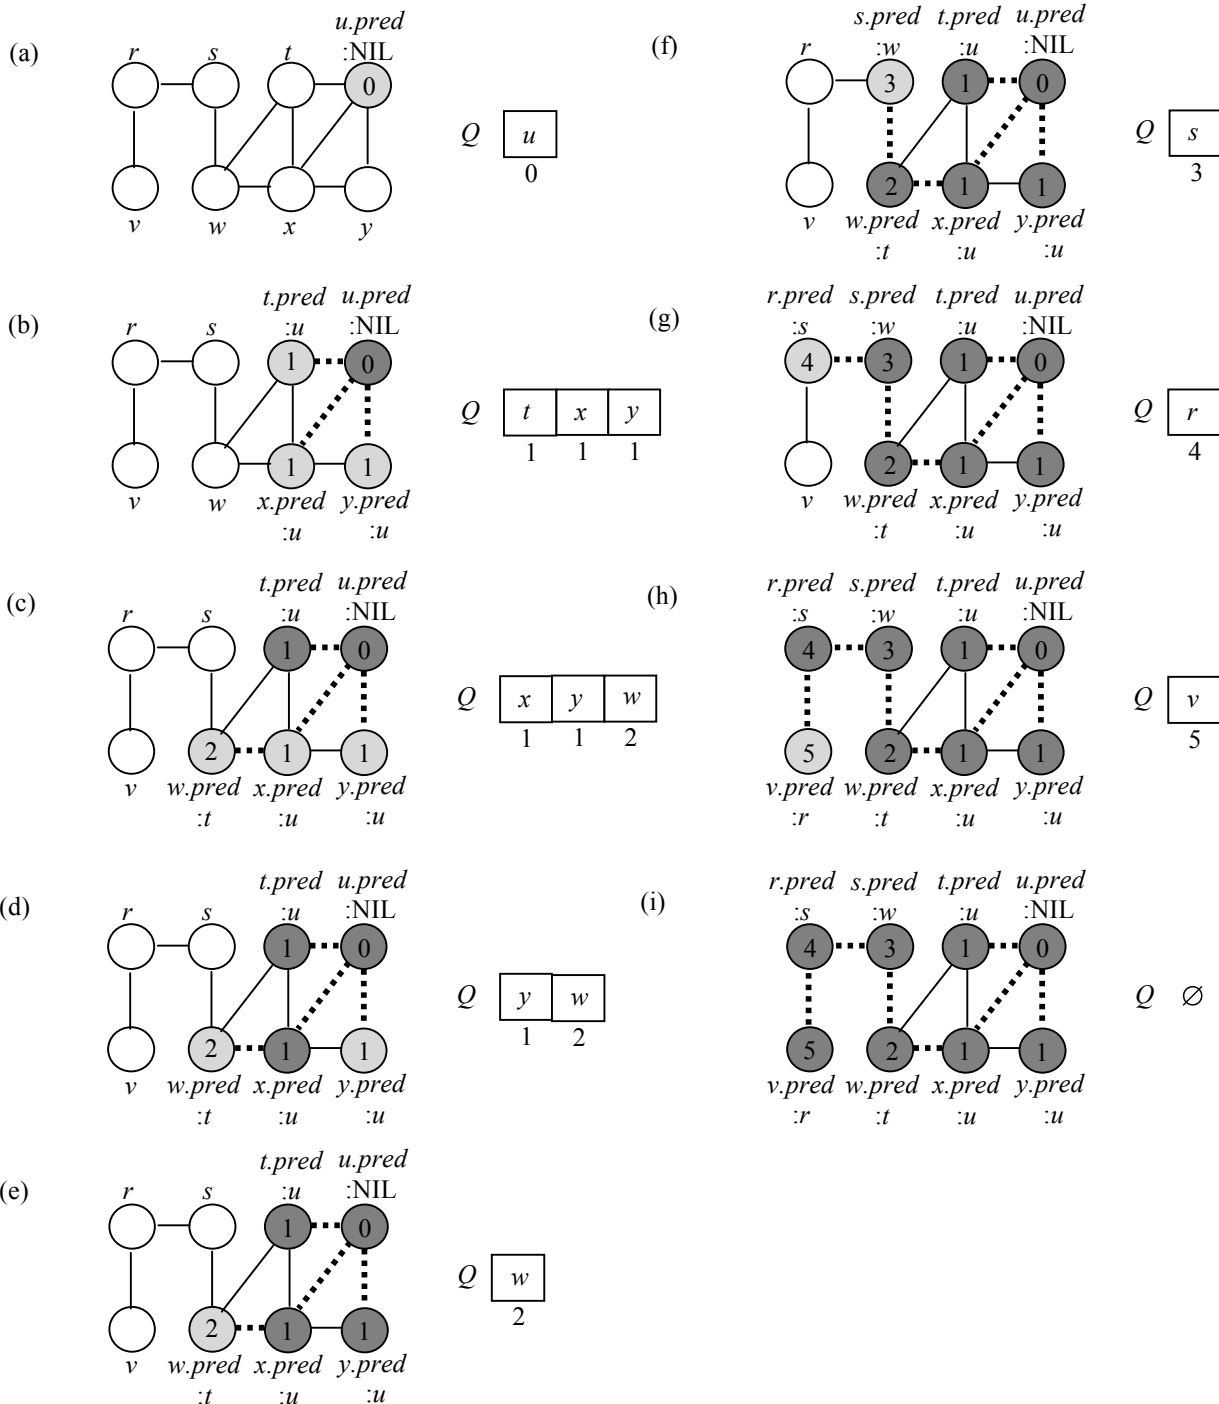 (a)
u.pred
r s t :NIL
0
Q u
0
v w x y
(b)
t.pred u.pred
r s :u :NIL
1 0
Q t x y
1 1
1 1 1
v w x.pred y.pred
:u :u
(c)
t.pred u.pred
r s :u :NIL
1 0
Q x y w
2 1 1
1 1 2
v w.pred x.pred y.pred
:t :u :u
(d)
t.pred u.pred
r s :u :NIL
1 0
Q y w
2 1 1
1 2
v w.pred x.pred y.pred
:t :u :u
(e)
t.pred u.pred
r s :u :NIL
1 0
Q w
2 1 1
2
v w.pred x.pred y.pred
:t :u :u
(f)
s.pred t.pred u.pred
r :w :u :NIL
3 1 0
Q s
3
2 1 1
v w.pred x.pred y.pred
:t :u :u
(g)
r.pred s.pred t.pred u.pred
:s :w :u :NIL
4 3 1 0
Q r
4
2 1 1
v w.pred x.pred y.pred
:t :u :u
(h)
r.pred s.pred t.pred u.pred
:s :w :u :NIL
4 3 1 0
Q v
5
5 2 1 1
v.pred w.pred x.pred y.pred
:r :t :u :u
(i)
r.pred s.pred t.pred u.pred
:s :w :u :NIL
4 3 1 0
Q ∅
5 2 1 1
v.pred w.pred x.pred y.pred
:r :t :u :u